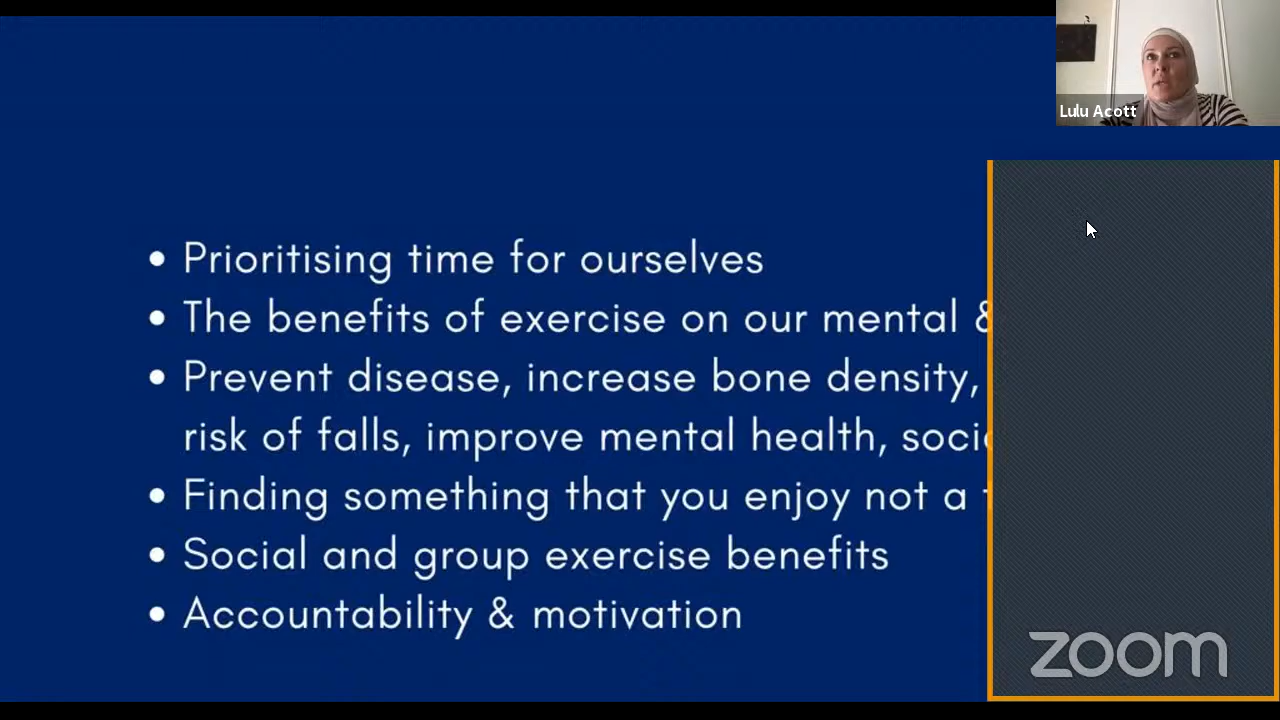 Lulu Acott
• Prioritising time for ourselves
• The benefits of exercise on our mental &
• Prevent disease, increase bone density,
risk of falls, improve mental health,
• Finding something that you enjoy not a
• Social and group exercise benefits
• Accountability & motivation
zoom